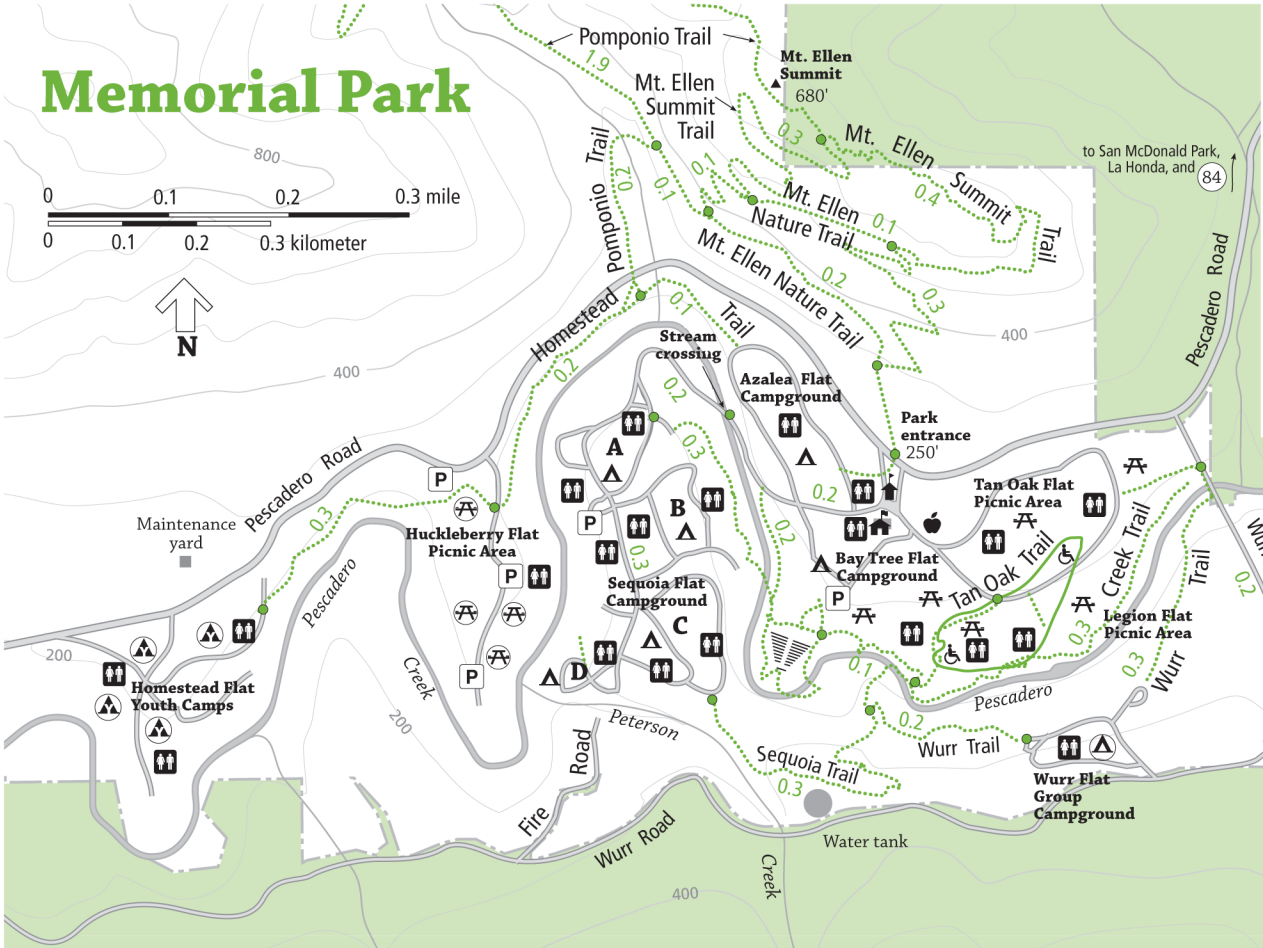 Memorial Park
0 0.1 0.2 0.3 mile
0 0.1 0.2 0.3 kilometer
N
800
400
200
200
400
400
Pomponio Trail
1.9
Mt. Ellen
Summit
680'
Mt. Ellen
Summit
Trail
0.3
Mt. Ellen Summit Trail
0.4
to San McDonald Park,
La Honda, and 84
Pomponio Trail
0.2
0.1
0.1
Mt. Ellen
Nature Trail
0.1
Mt. Ellen Nature Trail
0.2
0.3
Pescadero Road
Homestead Trail
0.1
0.2
Stream
crossing
Azalea Flat
Campground
Park
entrance
250'
0.2
0.3
0.2
0.2
A
B
C
D
P
P
P
P
P
P
Pescadero Road
0.3
Maintenance
yard
Huckleberry Flat
Picnic Area
Tan Oak Flat
Picnic Area
Bay Tree Flat
Campground
Tan Oak Trail
Creek Trail
0.3
Legion Flat
Picnic Area
Wurr Trail
0.3
0.2
Sequoia Flat
Campground
0.3
Pescadero
Creek
Homestead Flat
Youth Camps
Pescadero
0.1
0.2
Wurr Trail
Peterson
Creek
Sequoia Trail
0.3
Fire Road
Wurr Road
Water tank
Wurr Flat
Group
Campground